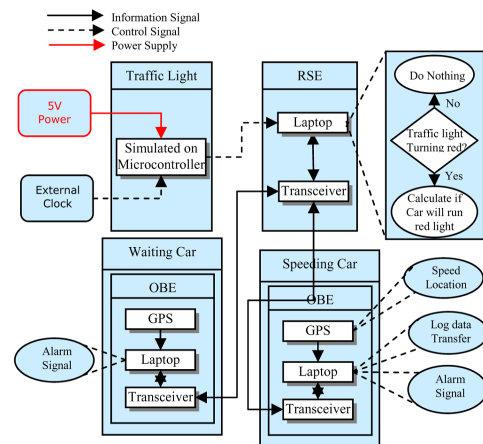 Information Signal
Control Signal
Power Supply
Traffic Light
RSE
Do Nothing
5V
Power
Laptop
No
Simulated on
Microcontroller
Traffic light
Turning red?
External
Clock
Transceiver
Yes
Calculate if
Car will run
red light
Waiting Car
Speeding Car
OBE
OBE
Speed
Location
GPS
GPS
Alarm
Signal
Laptop
Laptop
Log data
Transfer
Transceiver
Transceiver
Alarm
Signal